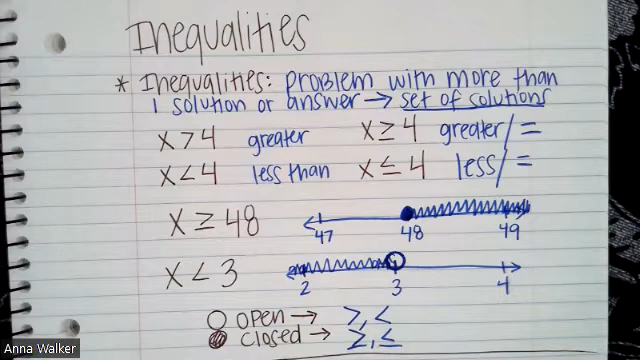 Inequalities
* Inequalities: problem with more than
1 solution or answer → set of solutions
x > 4 greater x ≥ 4 greater/=
x < 4 less than x ≤ 4 less/=
x ≥ 48 47 48 49
x < 3 2 3 4
○ open → >, <
● closed → ≥, ≤
Anna Walker